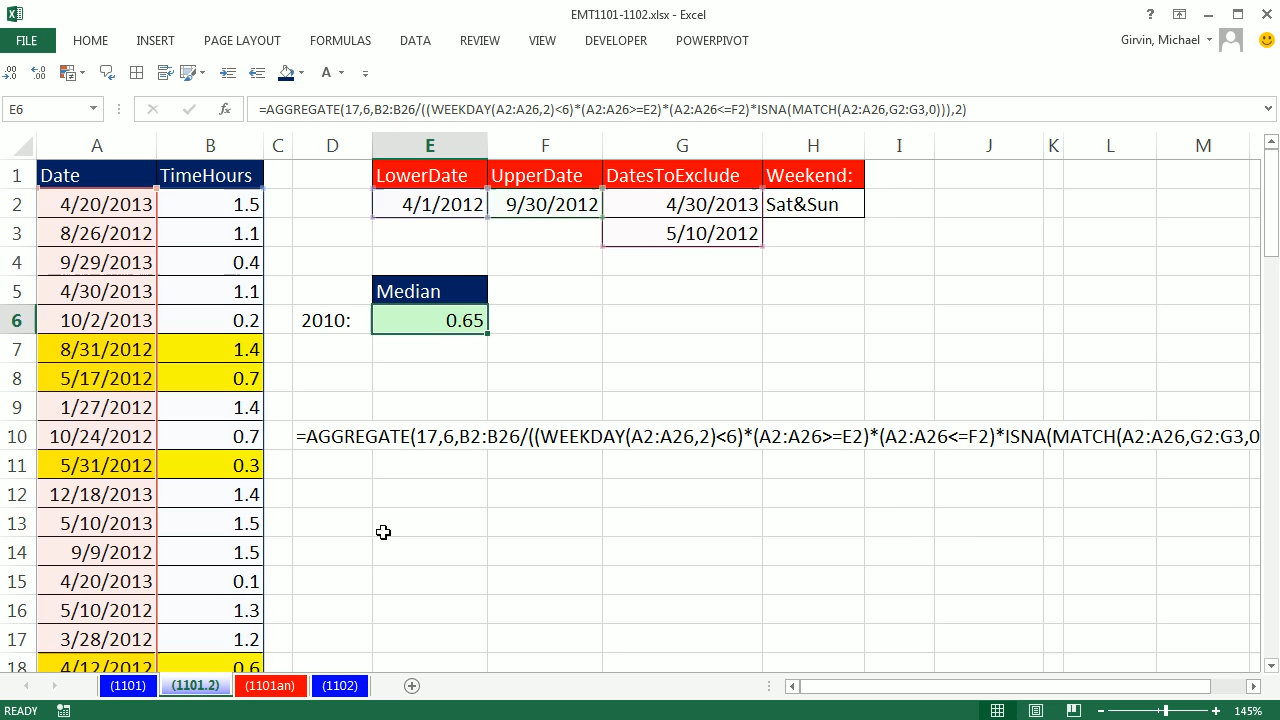 EMT1101-1102.xlsx - Excel
FILE HOME INSERT PAGE LAYOUT FORMULAS DATA REVIEW VIEW DEVELOPER POWERPIVOT Girvin, Michael
E6 fx =AGGREGATE(17,6,B2:B26/((WEEKDAY(A2:A26,2)<6)*(A2:A26>=E2)*(A2:A26<=F2)*ISNA(MATCH(A2:A26,G2:G3,0))),2)
A B C D E F G H I J K L M
1 Date TimeHours LowerDate UpperDate DatesToExclude Weekend:
2 4/20/2013 1.5 4/1/2012 9/30/2012 4/30/2013 Sat&Sun
3 8/26/2012 1.1 5/10/2012
4 9/29/2013 0.4
5 4/30/2013 1.1 Median
6 10/2/2013 0.2 2010: 0.65
7 8/31/2012 1.4
8 5/17/2012 0.7
9 1/27/2012 1.4
10 10/24/2012 0.7 =AGGREGATE(17,6,B2:B26/((WEEKDAY(A2:A26,2)<6)*(A2:A26>=E2)*(A2:A26<=F2)*ISNA(MATCH(A2:A26,G2:G3,0
11 5/31/2012 0.3
12 12/18/2013 1.4
13 5/10/2013 1.5
14 9/9/2012 1.5
15 4/20/2013 0.1
16 5/10/2012 1.3
17 3/28/2012 1.2
18 4/12/2012 0.6
(1101) (1101.2) (1101an) (1102)
READY 145%